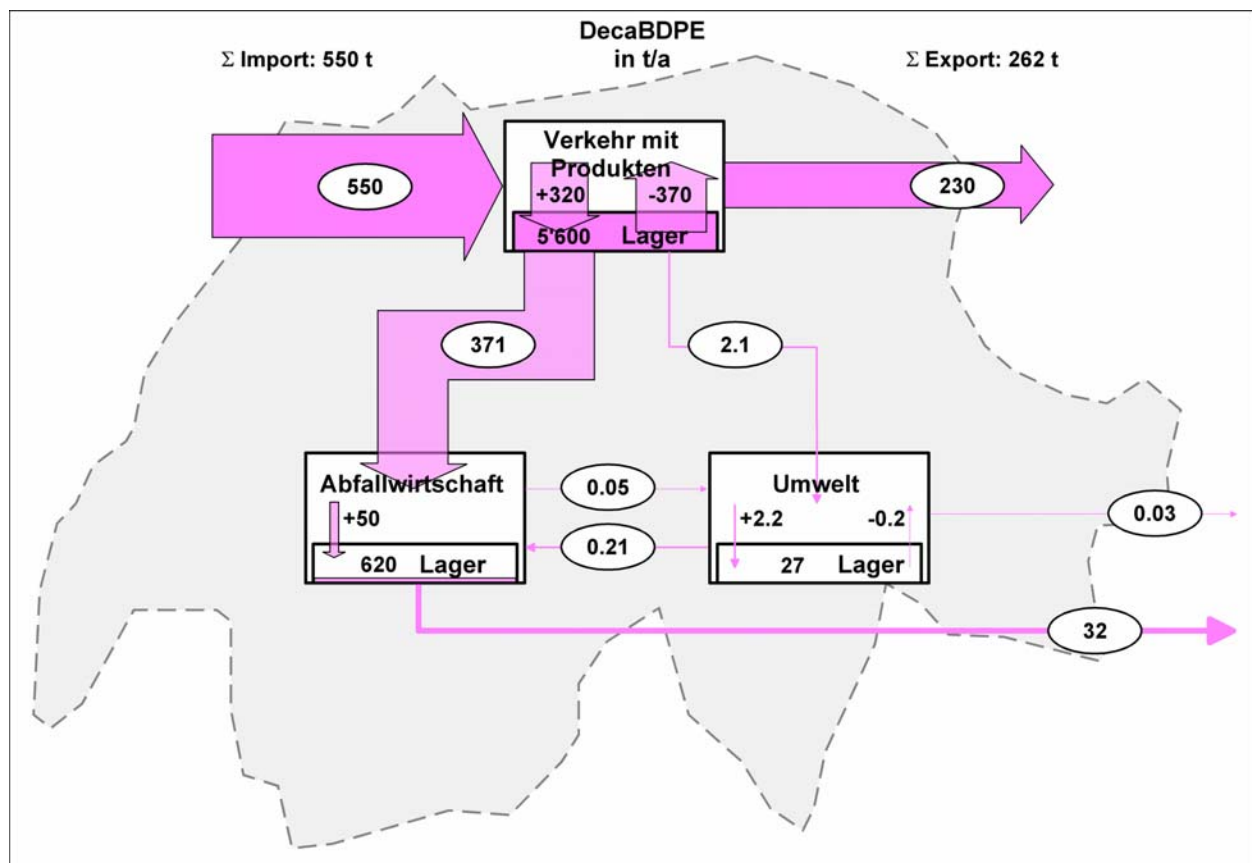 DecaBDPE
in t/a
Σ Import: 550 t
Σ Export: 262 t
Verkehr mit
Produkten
+320
-370
5'600
Lager
550
230
371
2.1
Abfallwirtschaft
+50
620
Lager
0.05
0.21
Umwelt
+2.2
-0.2
27
Lager
0.03
32